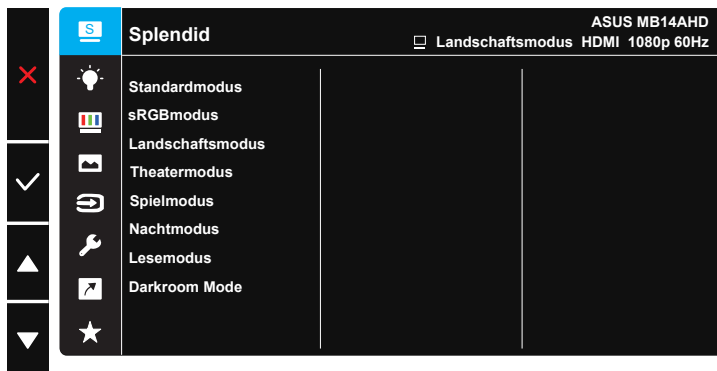 S
Splendid
ASUS MB14AHD
Landschaftsmodus HDMI 1080p 60Hz
Standardmodus
sRGBmodus
Landschaftsmodus
Theatermodus
Spielmodus
Nachtmodus
Lesemodus
Darkroom Mode